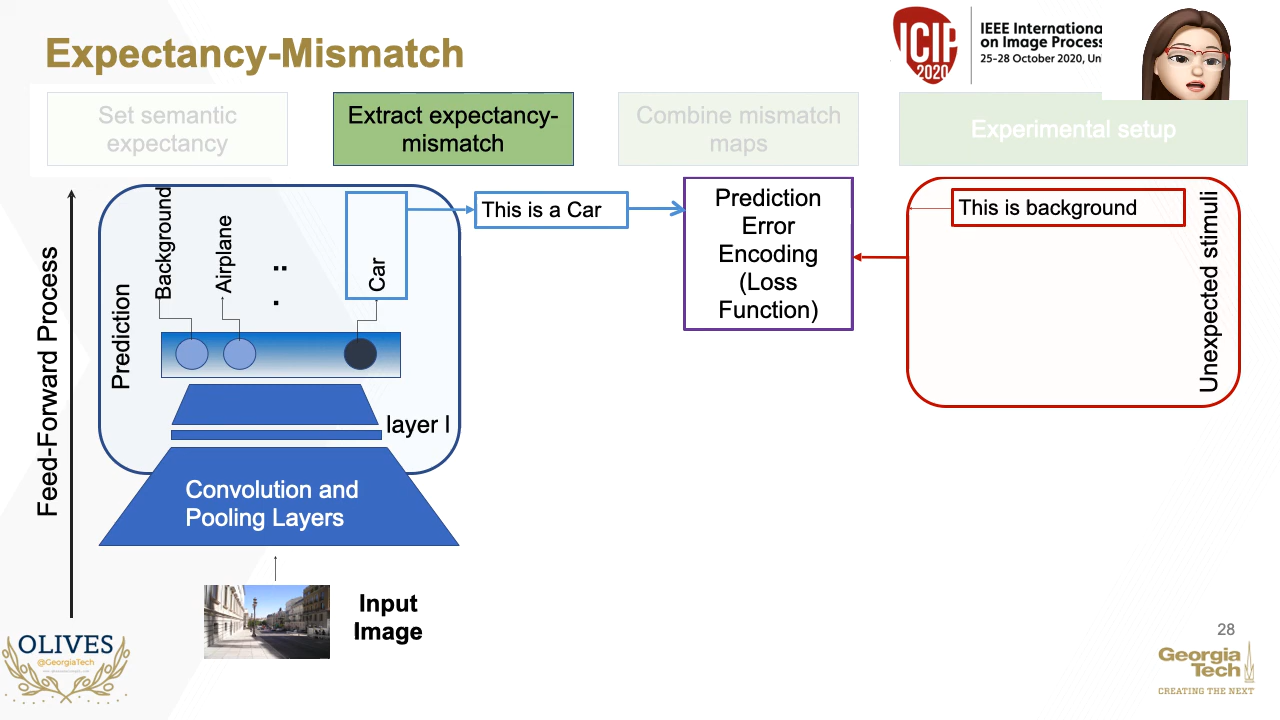 Expectancy-Mismatch
ICIP
2020
IEEE Internationa
on Image Process
25-28 October 2020, Un
Set semantic
expectancy
Extract expectancy-
mismatch
Combine mismatch
maps
Experimental setup
Feed-Forward Process
Prediction
Background
Airplane
..
.
Car
This is a Car
Prediction
Error
Encoding
(Loss
Function)
This is background
Unexpected stimuli
layer l
Convolution and
Pooling Layers
Input
Image
OLIVES
@GeorgiaTech
28
Georgia
Tech
CREATING THE NEXT